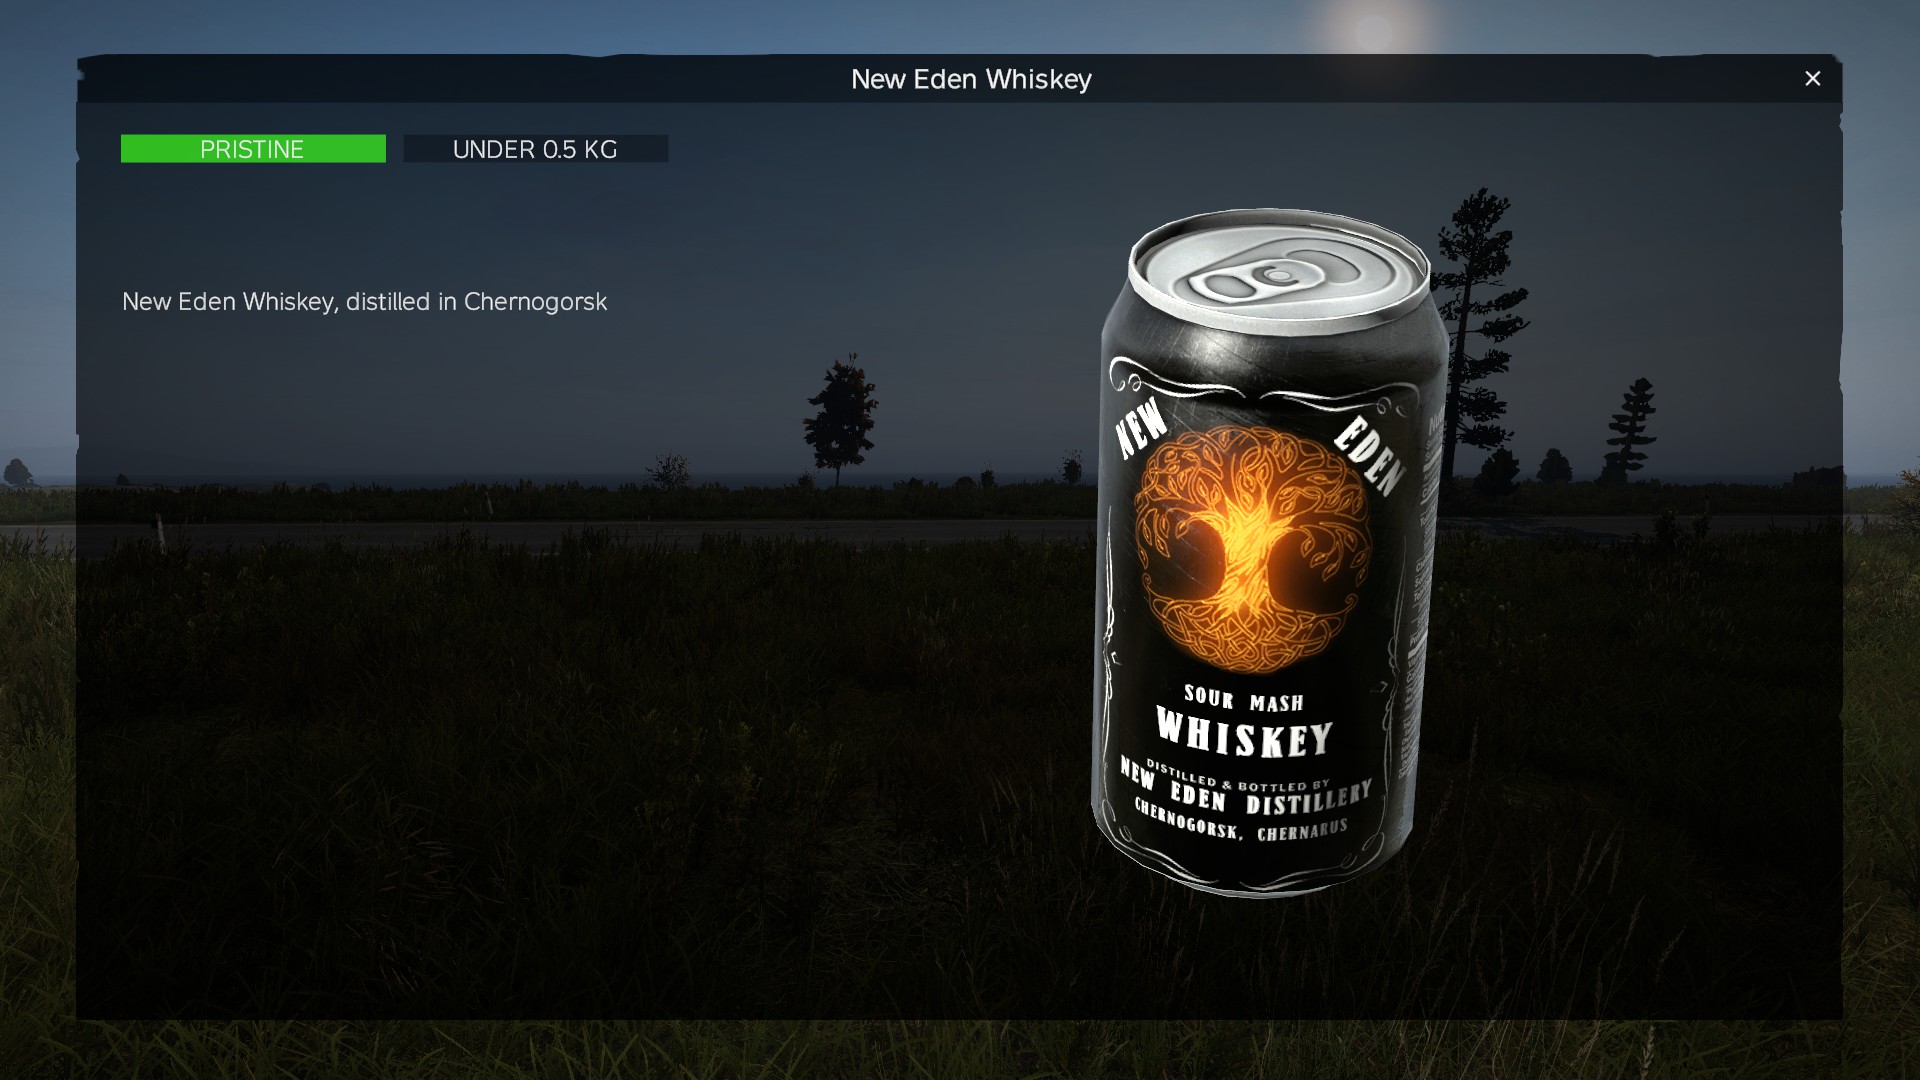 New Eden Whiskey
PRISTINE
UNDER 0.5 KG
New Eden Whiskey, distilled in Chernogorsk
NEW EDEN
SOUR MASH
WHISKEY
DISTILLED & BOTTLED BY
NEW EDEN DISTILLERY
CHERNOGORSK, CHERNARUS